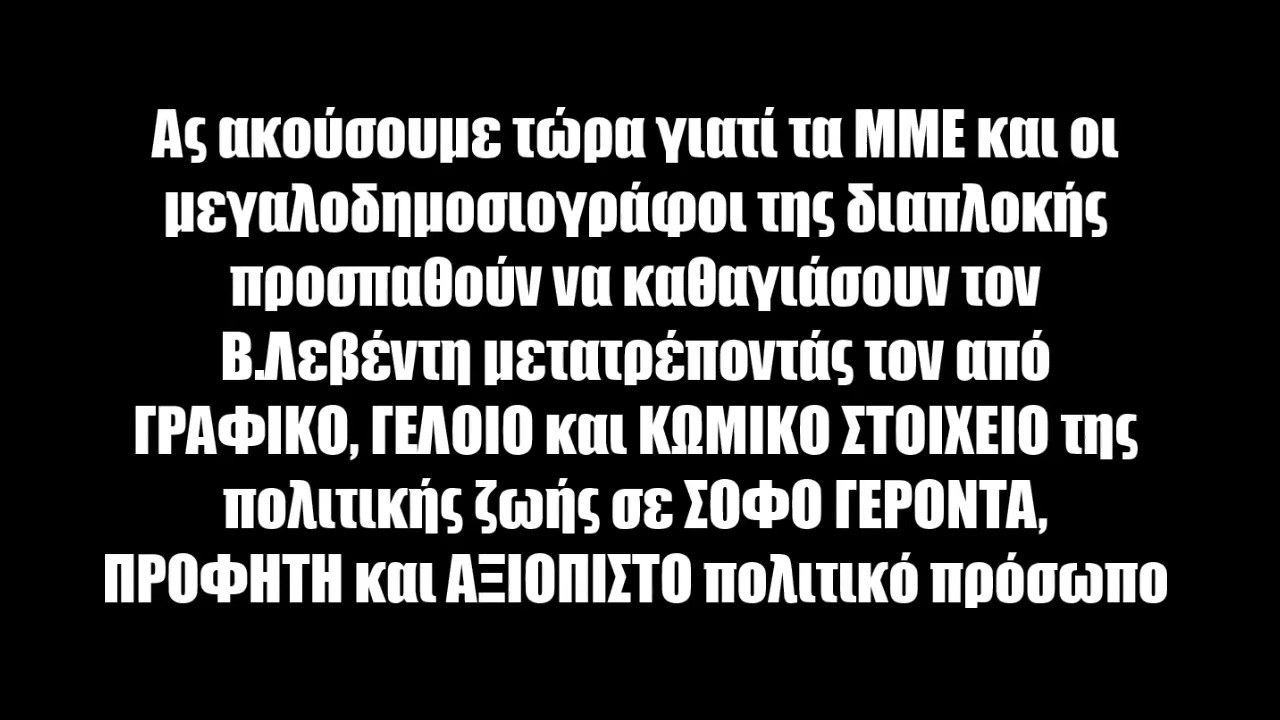 Ας ακούσουμε τώρα γιατί τα ΜΜΕ και οι
μεγαλοδημοσιογράφοι της διαπλοκής
προσπαθούν να καθαγιάσουν τον
Β.Λεβέντη μετατρέποντάς τον από
ΓΡΑΦΙΚΟ, ΓΕΛΟΙΟ και ΚΩΜΙΚΟ ΣΤΟΙΧΕΙΟ της
πολιτικής ζωής σε ΣΟΦΟ ΓΕΡΟΝΤΑ,
ΠΡΟΦΗΤΗ και ΑΞΙΟΠΙΣΤΟ πολιτικό πρόσωπο